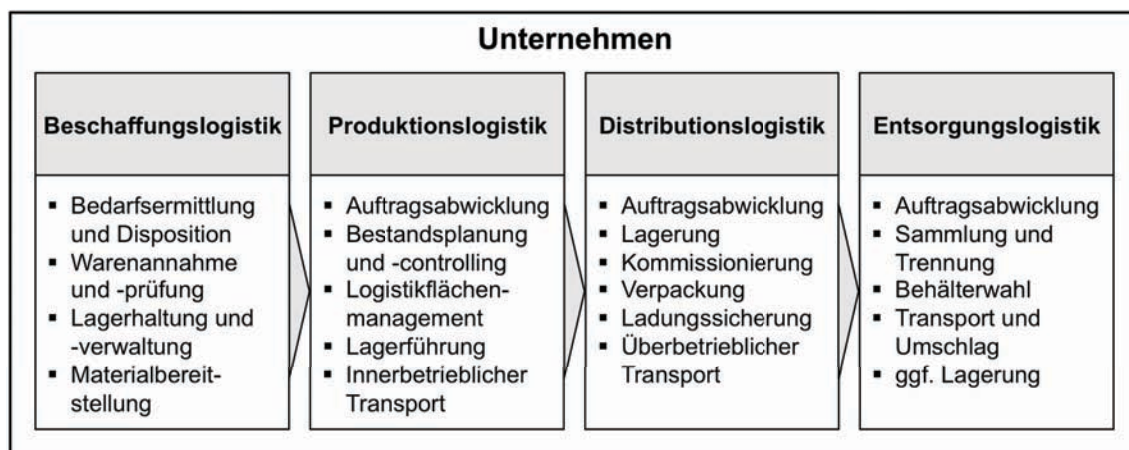 Unternehmen
Beschaffungslogistik
▪ Bedarfsermittlung
und Disposition
▪ Warenannahme
und -prüfung
▪ Lagerhaltung und
-verwaltung
▪ Materialbereit-
stellung
Produktionslogistik
▪ Auftragsabwicklung
▪ Bestandsplanung
und -controlling
▪ Logistikflächen-
management
▪ Lagerführung
▪ Innerbetrieblicher
Transport
Distributionslogistik
▪ Auftragsabwicklung
▪ Lagerung
▪ Kommissionierung
▪ Verpackung
▪ Ladungssicherung
▪ Überbetrieblicher
Transport
Entsorgungslogistik
▪ Auftragsabwicklung
▪ Sammlung und
Trennung
▪ Behälterwahl
▪ Transport und
Umschlag
▪ ggf. Lagerung